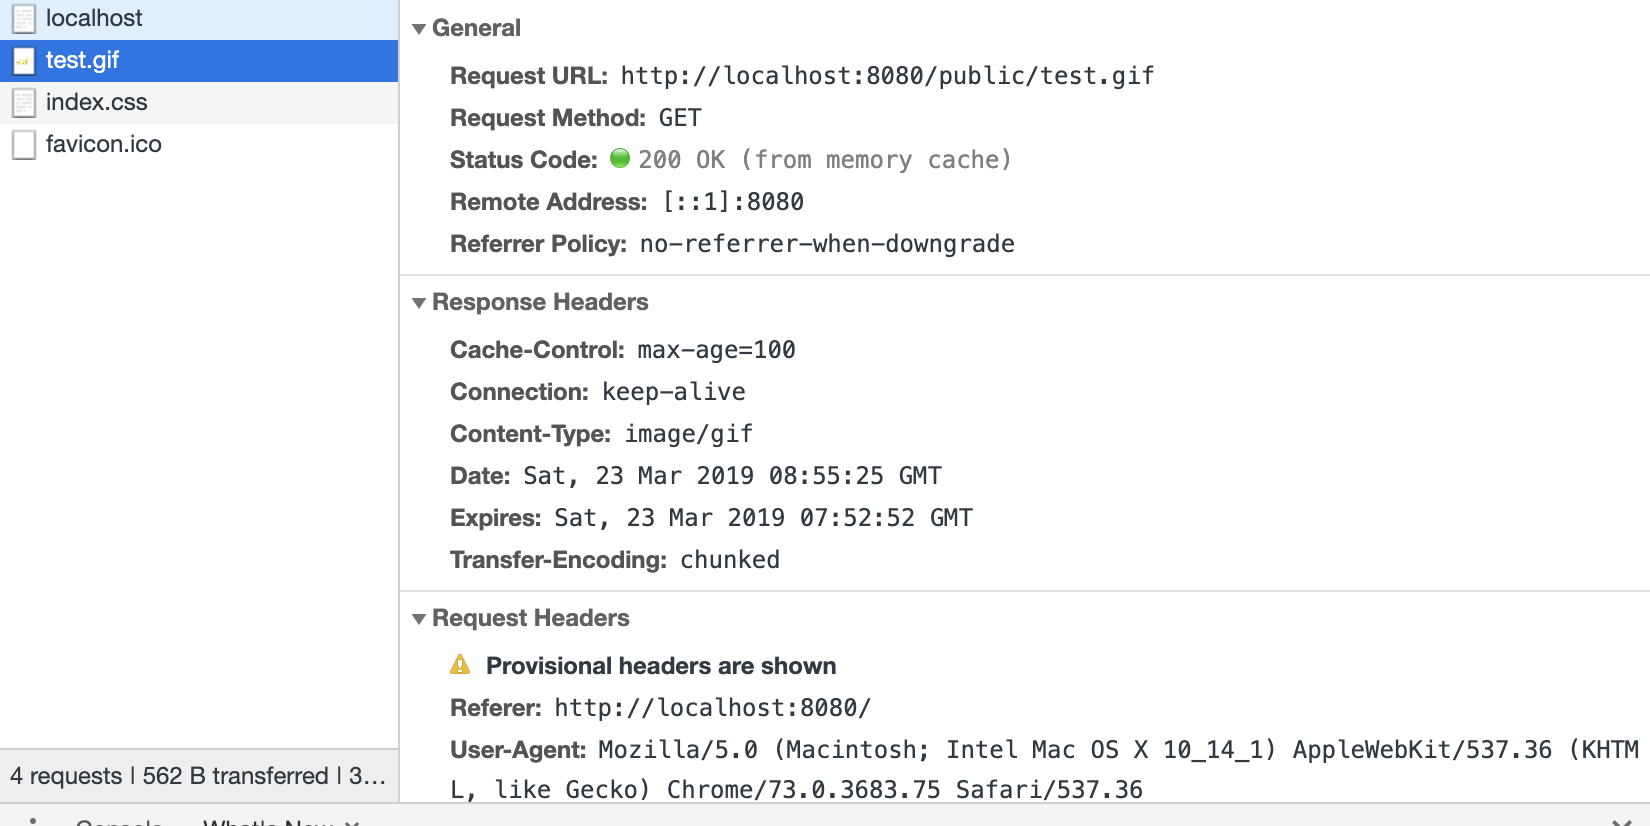 localhost
test.gif
index.css
favicon.ico
4 requests | 562 B transferred | 3...
General
Request URL: http://localhost:8080/public/test.gif
Request Method: GET
Status Code: 200 OK (from memory cache)
Remote Address: [::1]:8080
Referrer Policy: no-referrer-when-downgrade
Response Headers
Cache-Control: max-age=100
Connection: keep-alive
Content-Type: image/gif
Date: Sat, 23 Mar 2019 08:55:25 GMT
Expires: Sat, 23 Mar 2019 07:52:52 GMT
Transfer-Encoding: chunked
Request Headers
Provisional headers are shown
Referer: http://localhost:8080/
User-Agent: Mozilla/5.0 (Macintosh; Intel Mac OS X 10_14_1) AppleWebKit/537.36 (KHTM
L, like Gecko) Chrome/73.0.3683.75 Safari/537.36
Console What's New